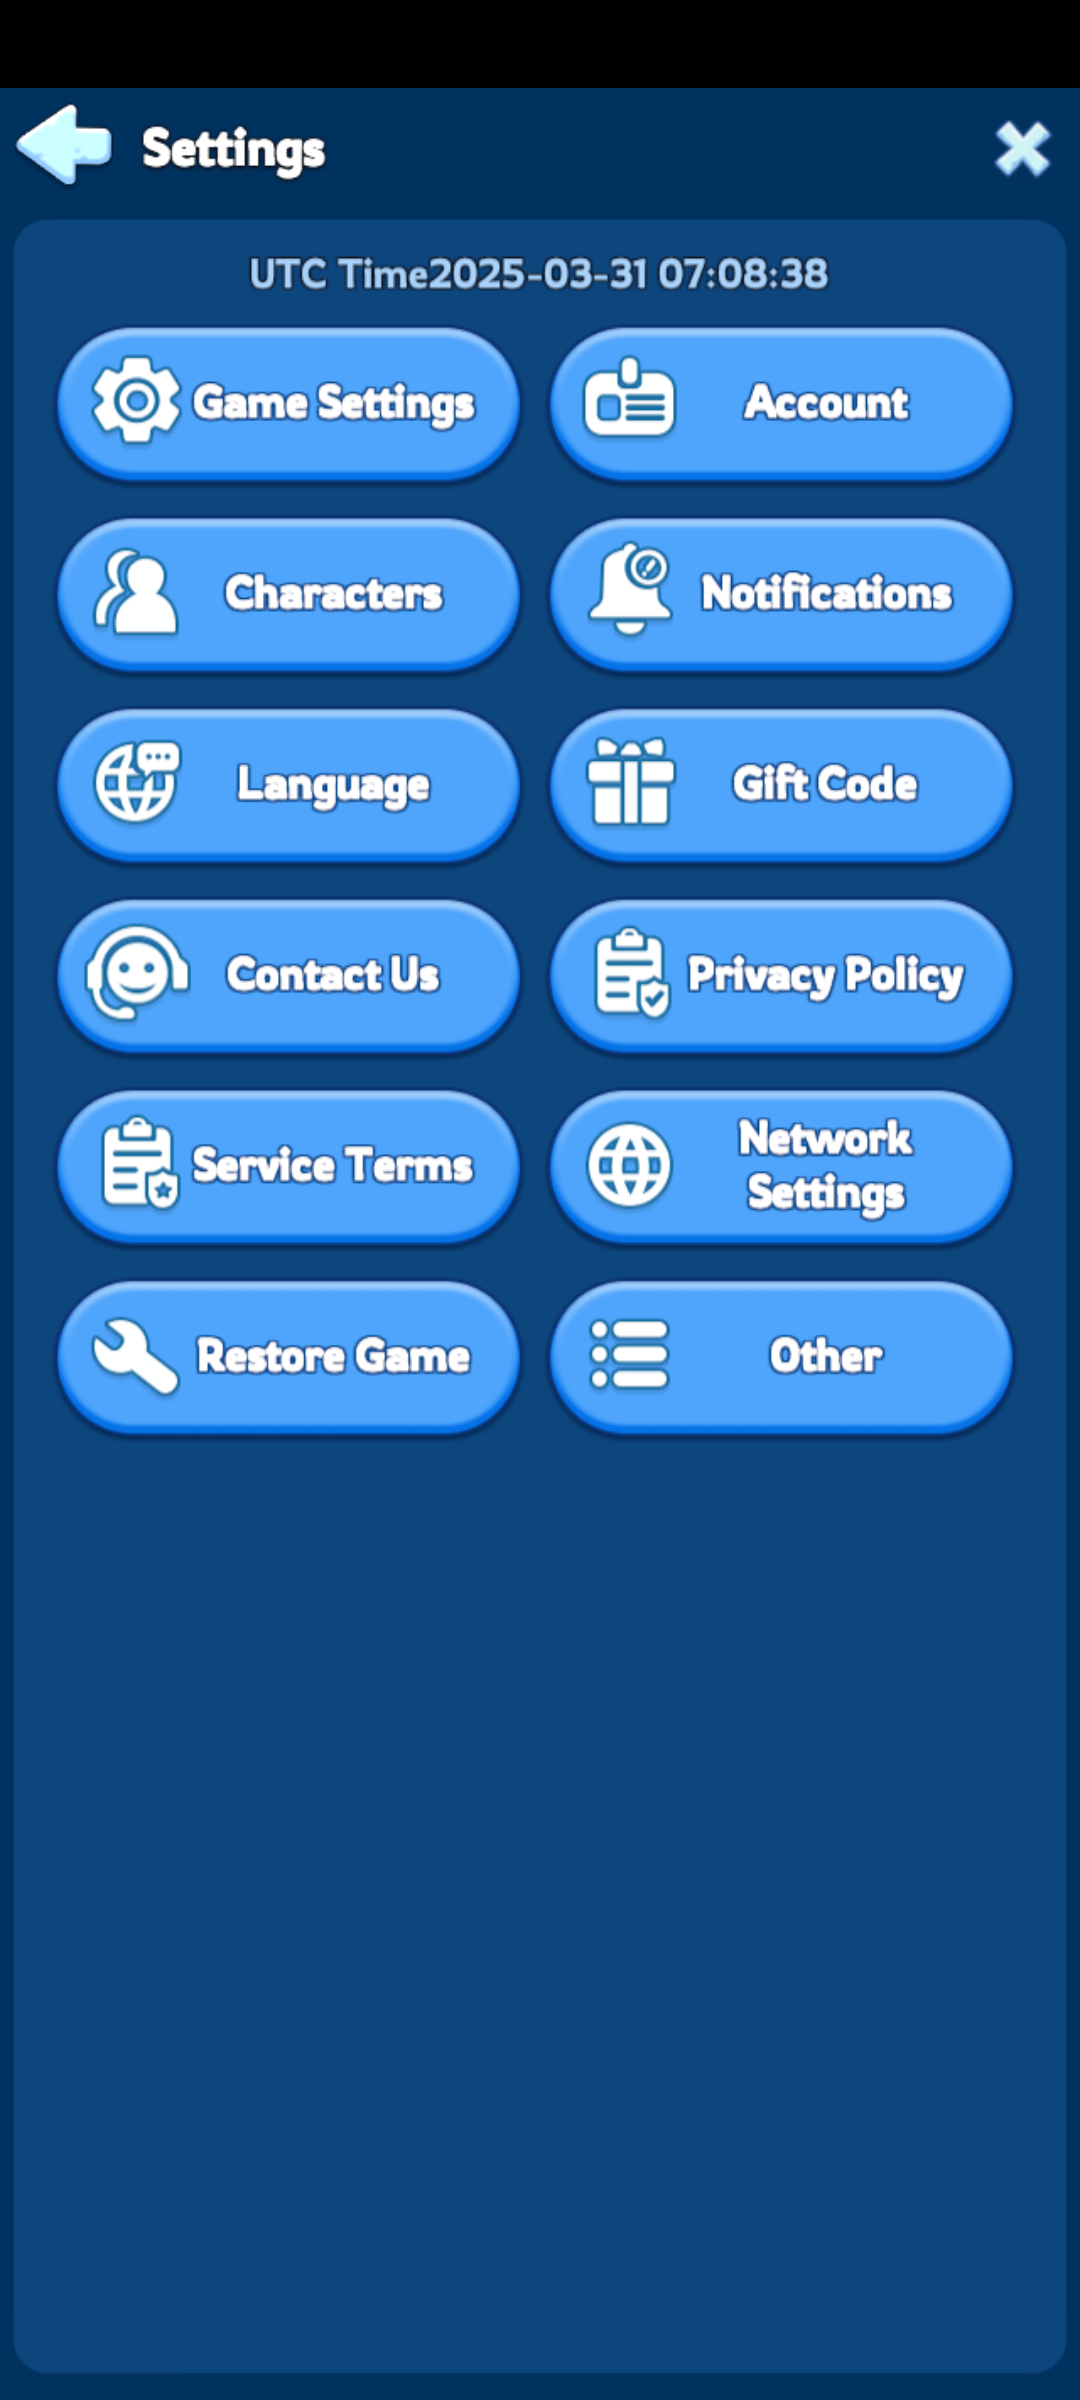 Settings
UTC Time2025-03-31 07:08:38
Game Settings
Account
Characters
Notifications
Language
Gift Code
Contact Us
Privacy Policy
Service Terms
Network
Settings
Restore Game
Other